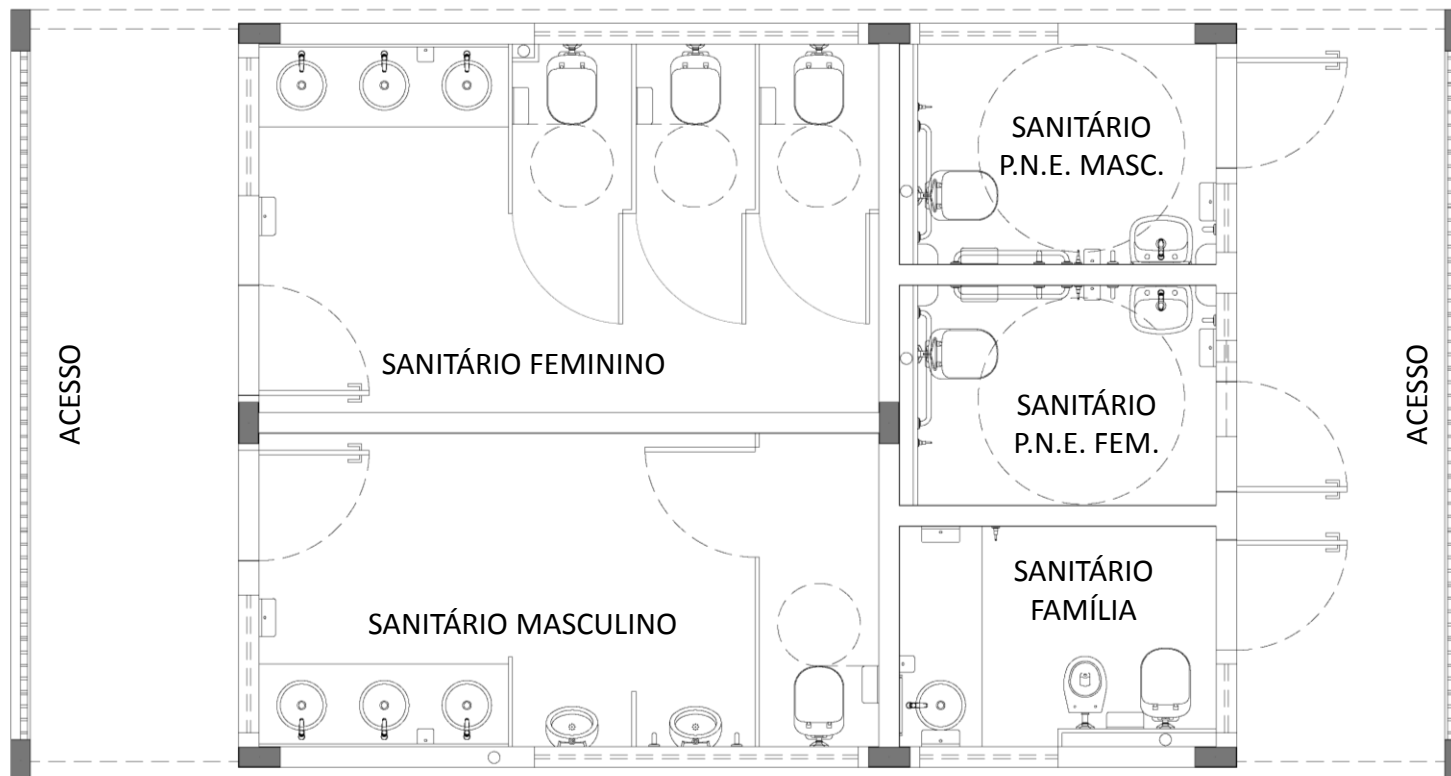 SANITÁRIO
P.N.E. MASC.
SANITÁRIO FEMININO
ACESSO
ACESSO
SANITÁRIO
P.N.E. FEM.
SANITÁRIO
FAMÍLIA
SANITÁRIO MASCULINO